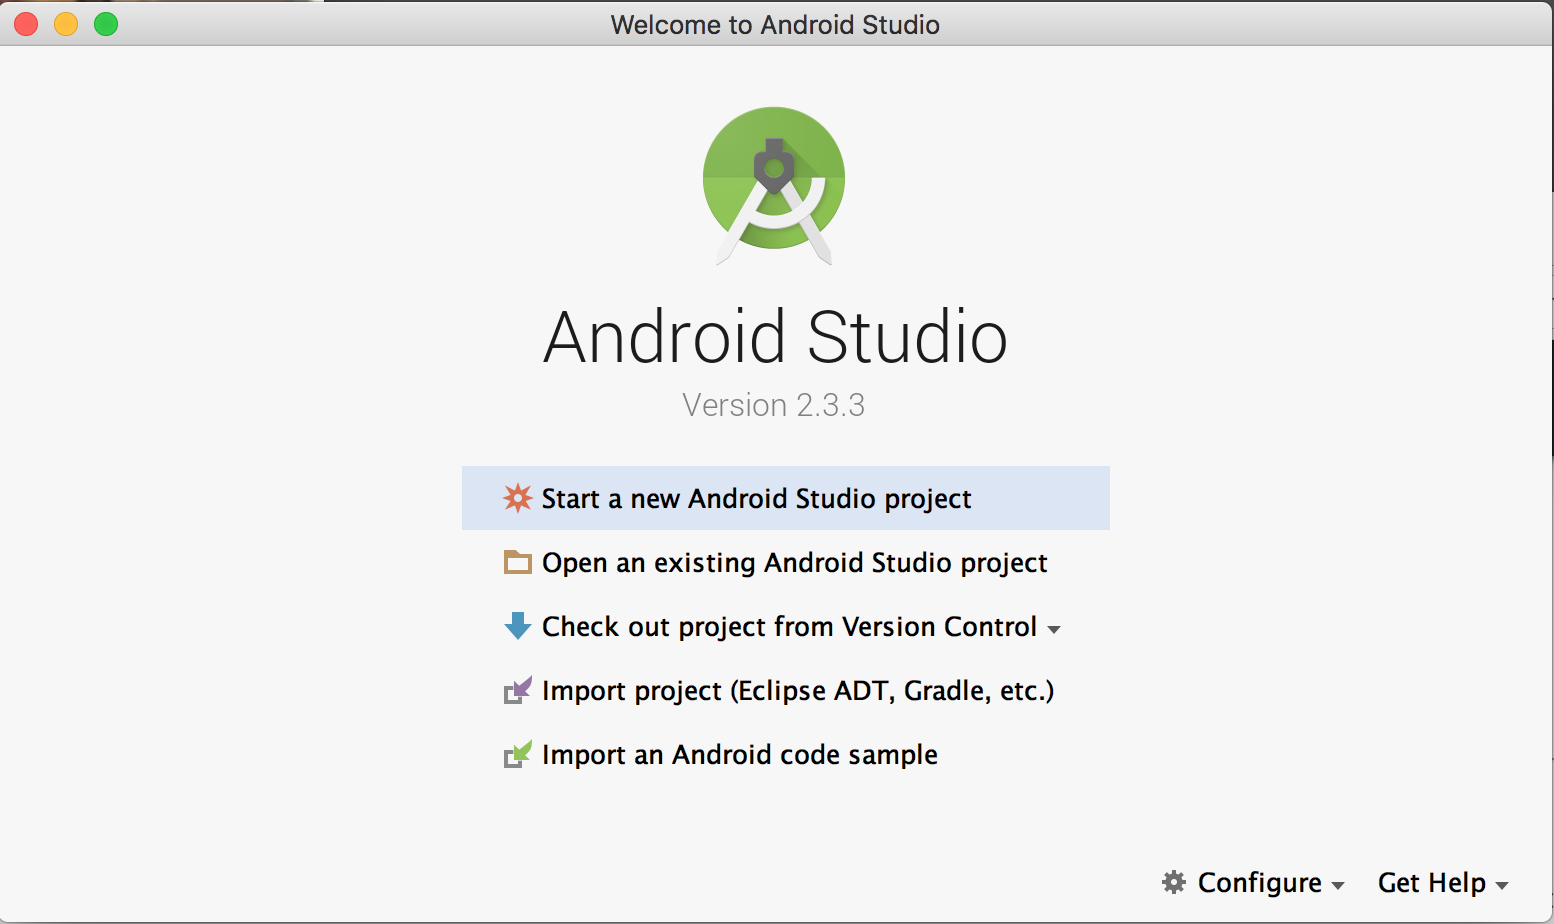 Welcome to Android Studio
Android Studio
Version 2.3.3
Start a new Android Studio project
Open an existing Android Studio project
Check out project from Version Control
Import project (Eclipse ADT, Gradle, etc.)
Import an Android code sample
Configure Get Help